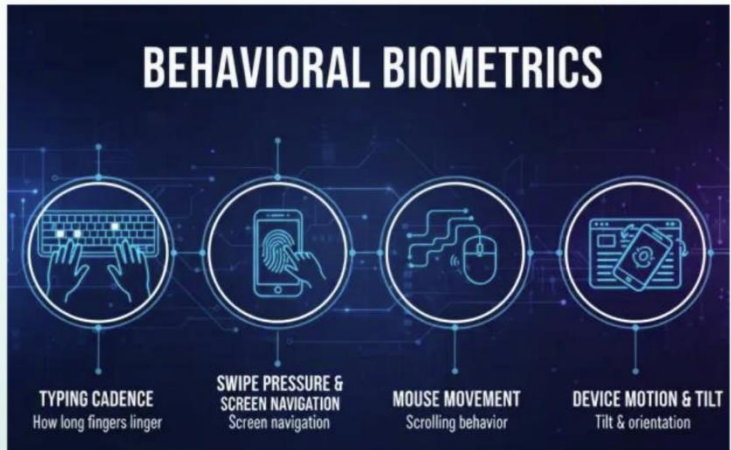 BEHAVIORAL BIOMETRICS
TYPING CADENCE
How long fingers linger
SWIPE PRESSURE &
SCREEN NAVIGATION
Screen navigation
MOUSE MOVEMENT
Scrolling behavior
DEVICE MOTION & TILT
Tilt & orientation